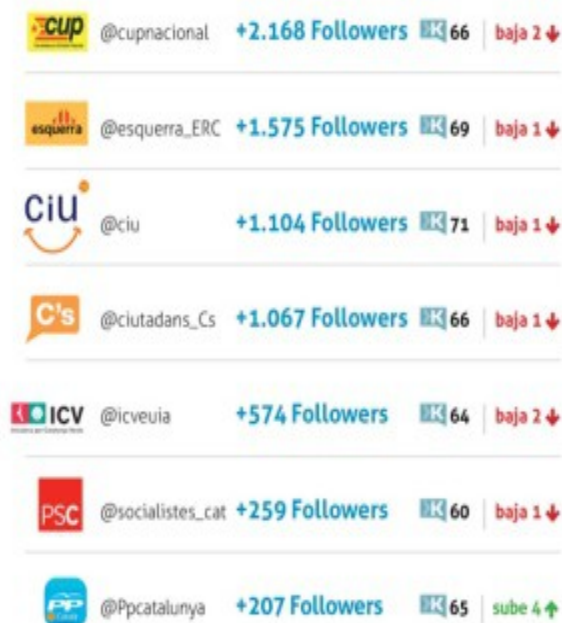 cup @cupnacional +2.168 Followers K 66 baja 2
esquerra @esquerra_ERC +1.575 Followers K 69 baja 1
ciu @ciu +1.104 Followers K 71 baja 1
C's @ciutadans_Cs +1.067 Followers K 66 baja 1
ICV @icveuia +574 Followers K 64 baja 2
PSC @socialistes_cat +259 Followers K 60 baja 1
PP @Ppcatalunya +207 Followers K 65 sube 4